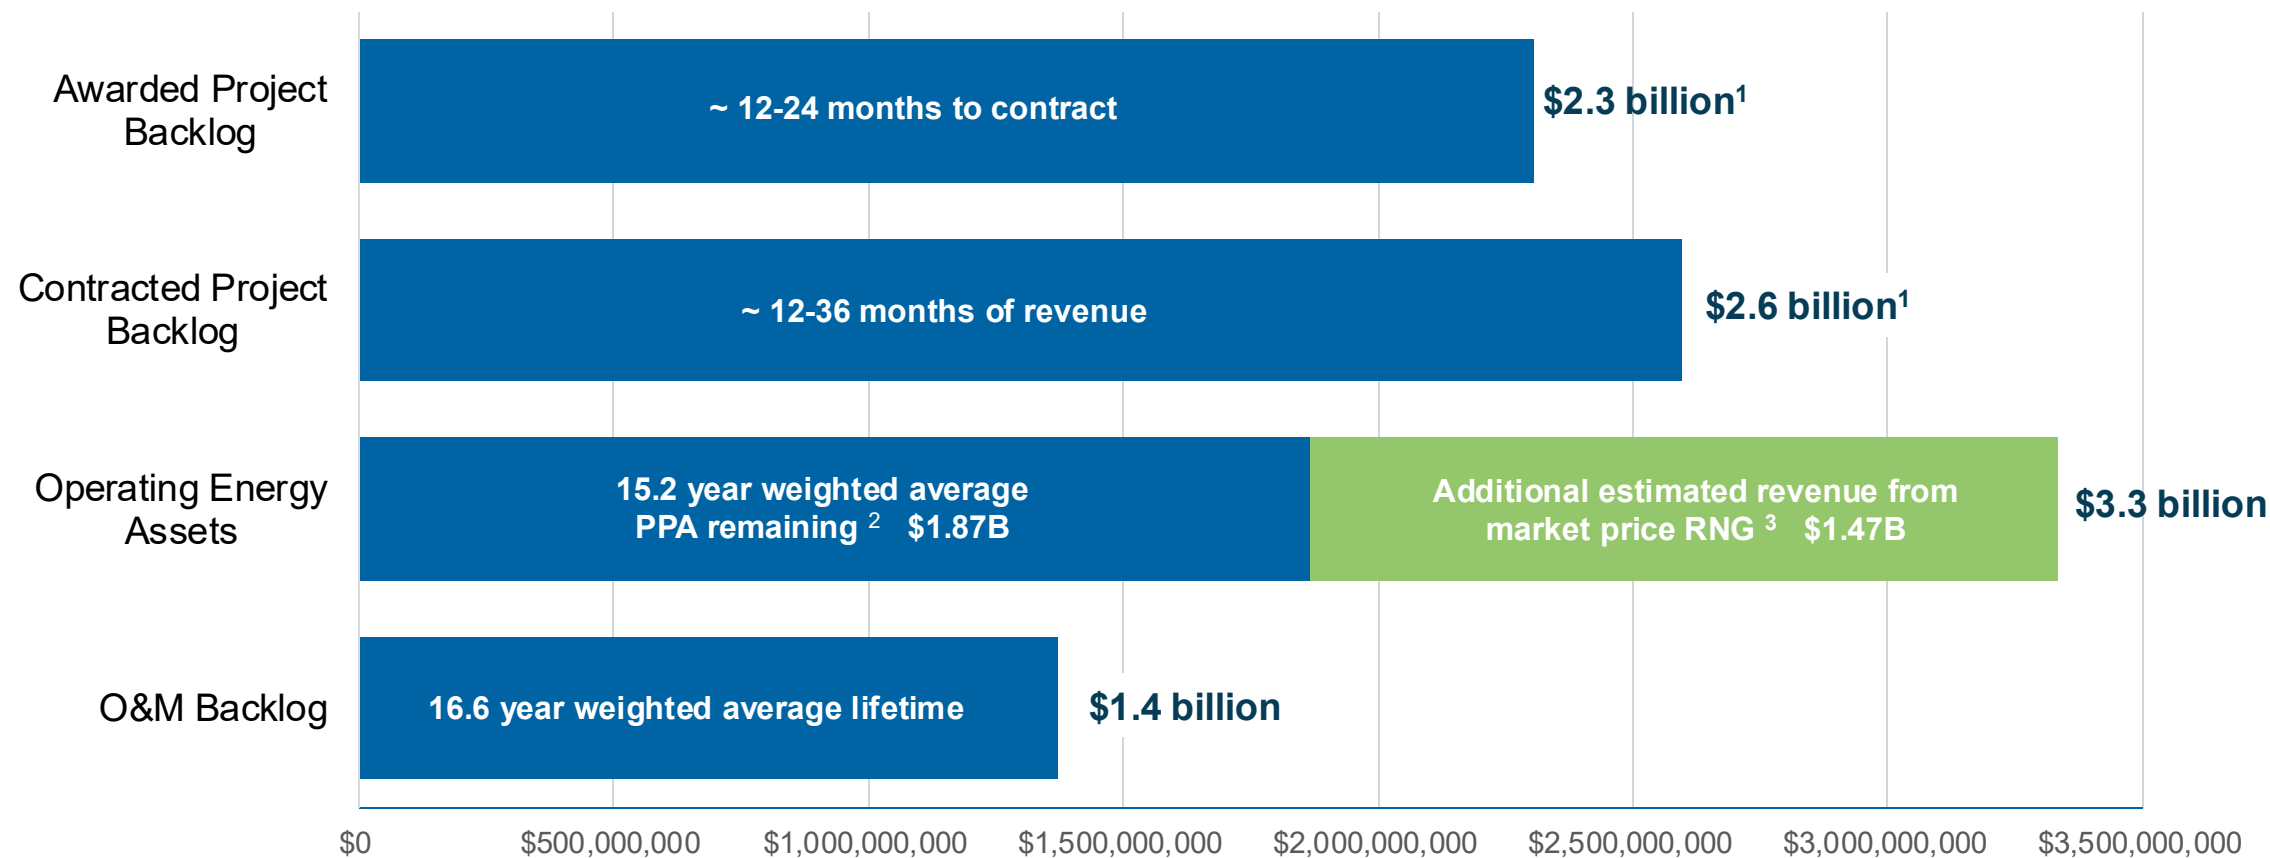 Awarded Project
Backlog
~ 12-24 months to contract
$2.3 billion¹
Contracted Project
Backlog
~ 12-36 months of revenue
$2.6 billion¹
Operating Energy
Assets
15.2 year weighted average
PPA remaining ² $1.87B
Additional estimated revenue from
market price RNG ³ $1.47B
$3.3 billion
O&M Backlog
16.6 year weighted average lifetime
$1.4 billion
$0 $500,000,000 $1,000,000,000 $1,500,000,000 $2,000,000,000 $2,500,000,000 $3,000,000,000 $3,500,000,000